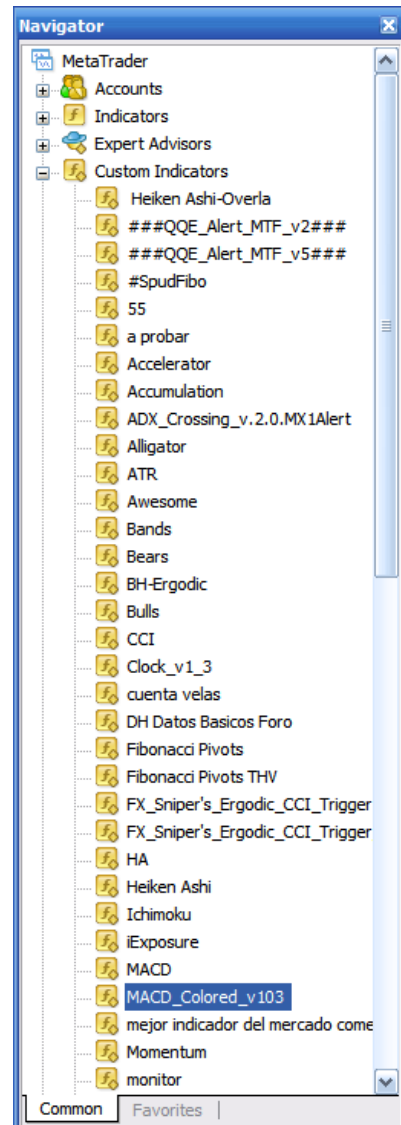 Navigator
MetaTrader
Accounts
Indicators
Expert Advisors
Custom Indicators
Heiken Ashi-Overla
###QQE_Alert_MTF_v2###
###QQE_Alert_MTF_v5###
#SpudFibo
55
a probar
Accelerator
Accumulation
ADX_Crossing_v.2.0.MX1Alert
Alligator
ATR
Awesome
Bands
Bears
BH-Ergodic
Bulls
CCI
Clock_v1_3
cuenta velas
DH Datos Basicos Foro
Fibonacci Pivots
Fibonacci Pivots THV
FX_Sniper's_Ergodic_CCI_Trigger
FX_Sniper's_Ergodic_CCI_Trigger
HA
Heiken Ashi
Ichimoku
iExposure
MACD
MACD_Colored_v103
mejor indicador del mercado come
Momentum
monitor
Common Favorites